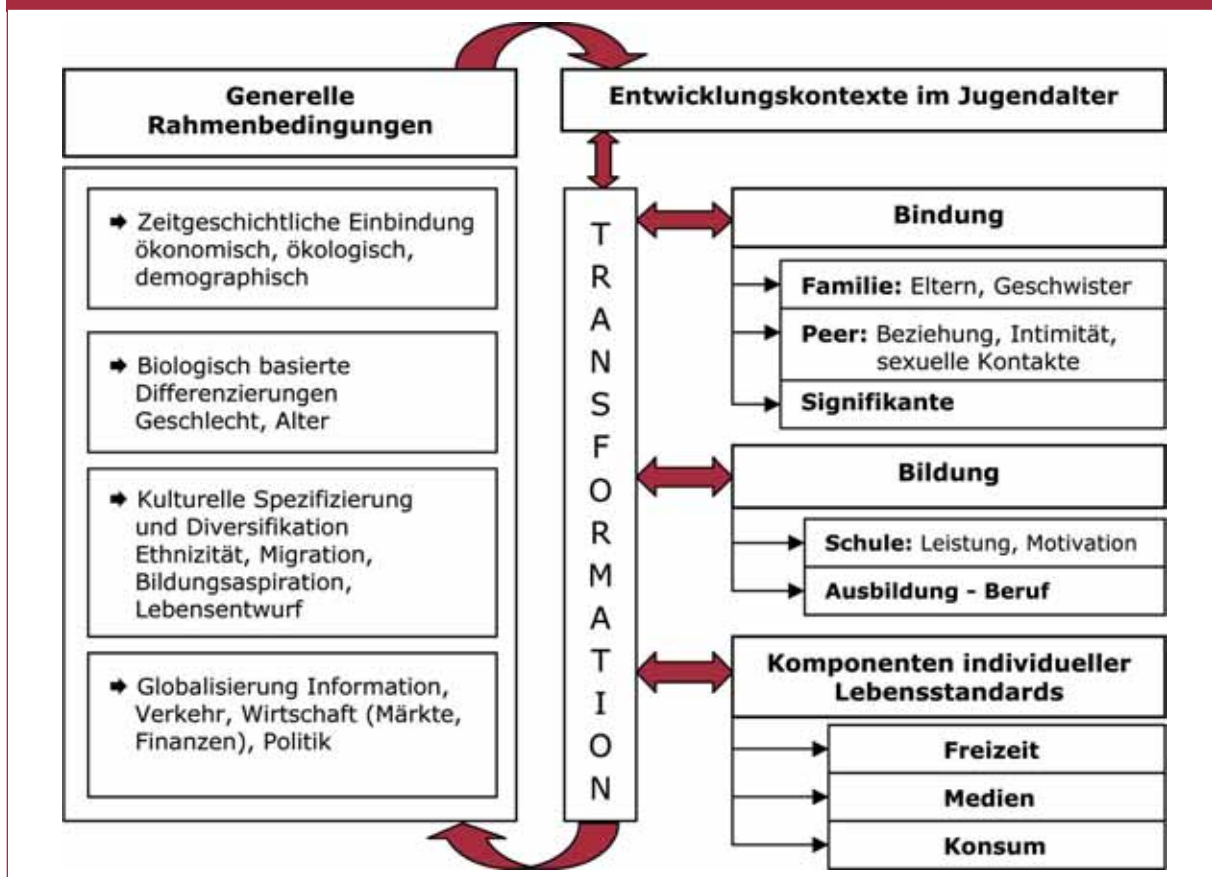 Generelle
Rahmenbedingungen
➡ Zeitgeschichtliche Einbindung
ökonomisch, ökologisch,
demographisch
➡ Biologisch basierte
Differenzierungen
Geschlecht, Alter
➡ Kulturelle Spezifizierung
und Diversifikation
Ethnizität, Migration,
Bildungsaspiration,
Lebensentwurf
➡ Globalisierung Information,
Verkehr, Wirtschaft (Märkte,
Finanzen), Politik
Entwicklungskontexte im Jugendalter
TRANSFORMATION
Bindung
Familie: Eltern, Geschwister
Peer: Beziehung, Intimität,
sexuelle Kontakte
Signifikante
Bildung
Schule: Leistung, Motivation
Ausbildung - Beruf
Komponenten individueller
Lebensstandards
Freizeit
Medien
Konsum